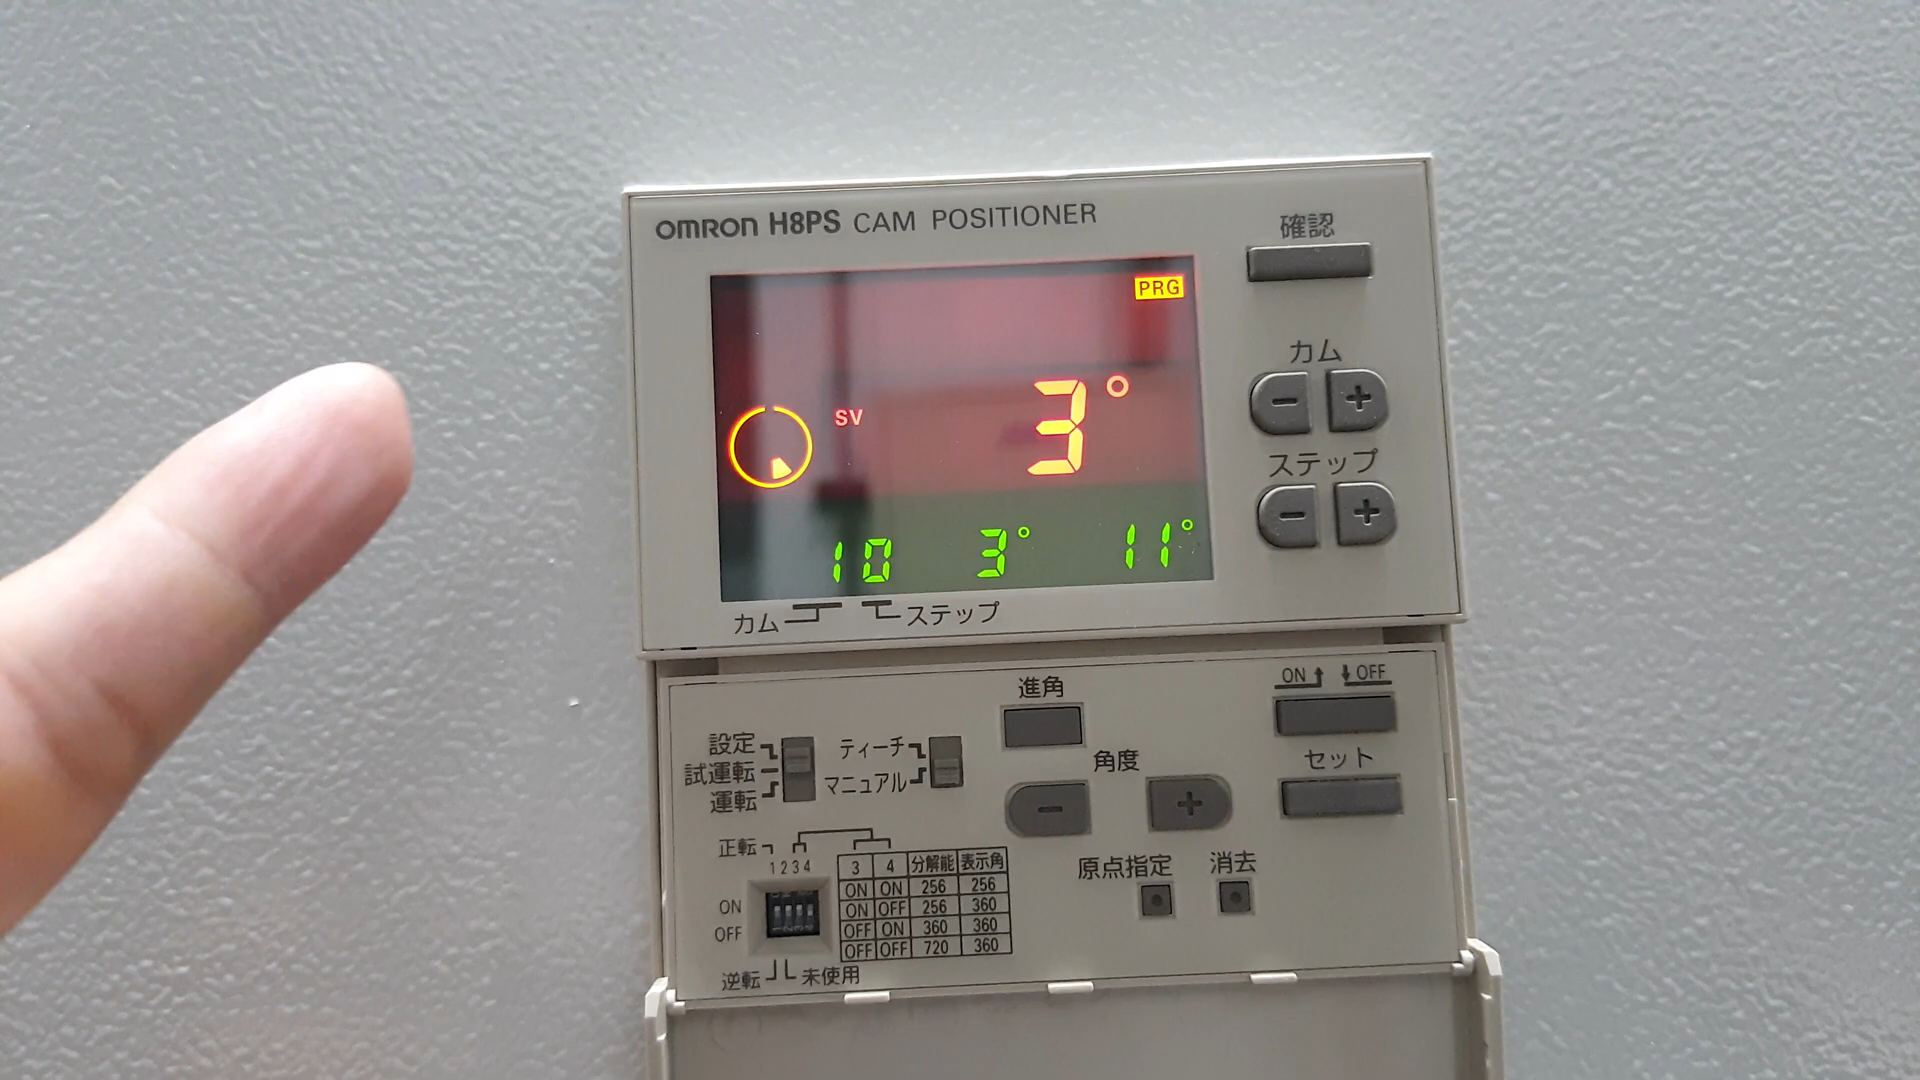 OMRON H8PS CAM POSITIONER
確認
PRG
カム
- +
SV 3°
ステップ
- +
10 3° 11°
カム ステップ
進角
ON OFF
設定
試運転
運転
ティーチ
マニュアル
角度
- +
セット
正転
1 2 3 4
ON
OFF
逆転 未使用
3 4 分解能 表示角
ON ON 256 256
ON OFF 256 360
OFF ON 360 360
OFF OFF 720 360
原点指定 消去